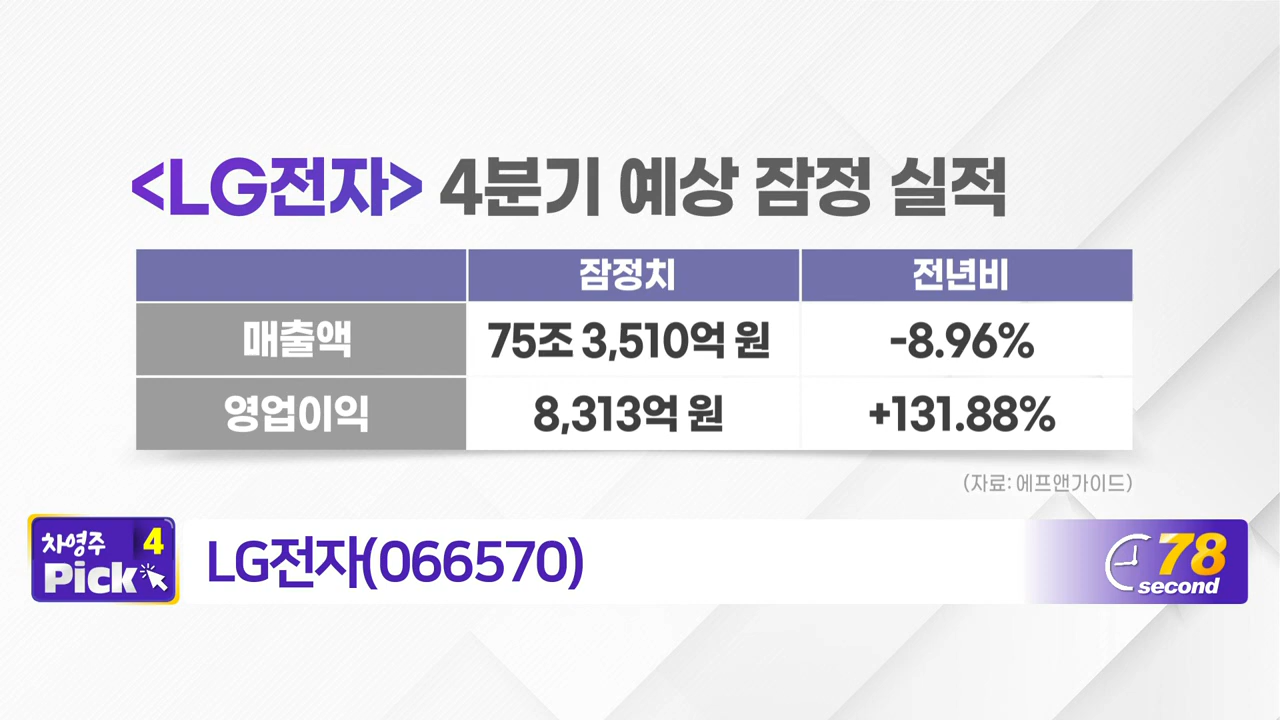 <LG전자> 4분기 예상 잠정 실적
잠정치 전년비
매출액 75조 3,510억 원 -8.96%
영업이익 8,313억 원 +131.88%
(자료: 에프앤가이드)
차영주 4
Pick
LG전자(066570)
78
second